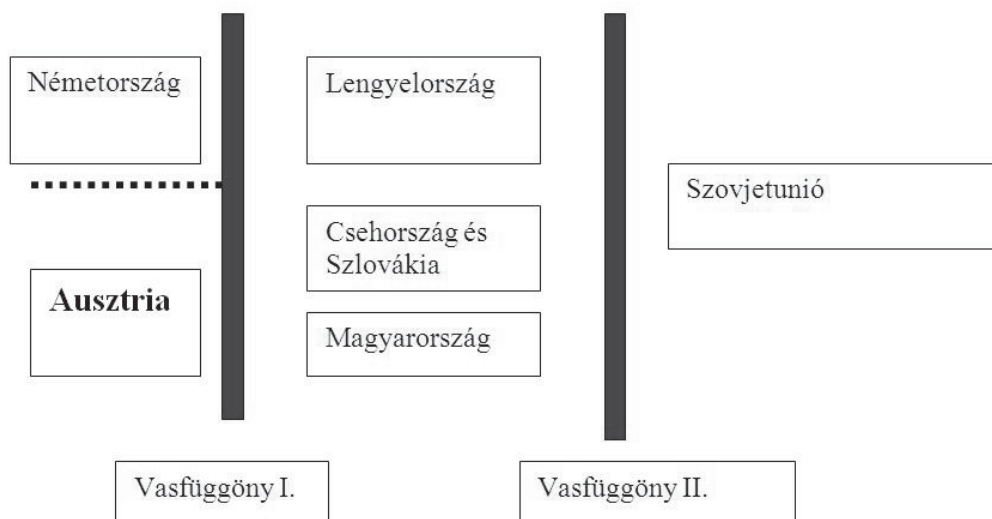 Németország
Lengyelország
Szovjetunió
Csehország és
Szlovákia
Ausztria
Magyarország
Vasfüggöny I.
Vasfüggöny II.